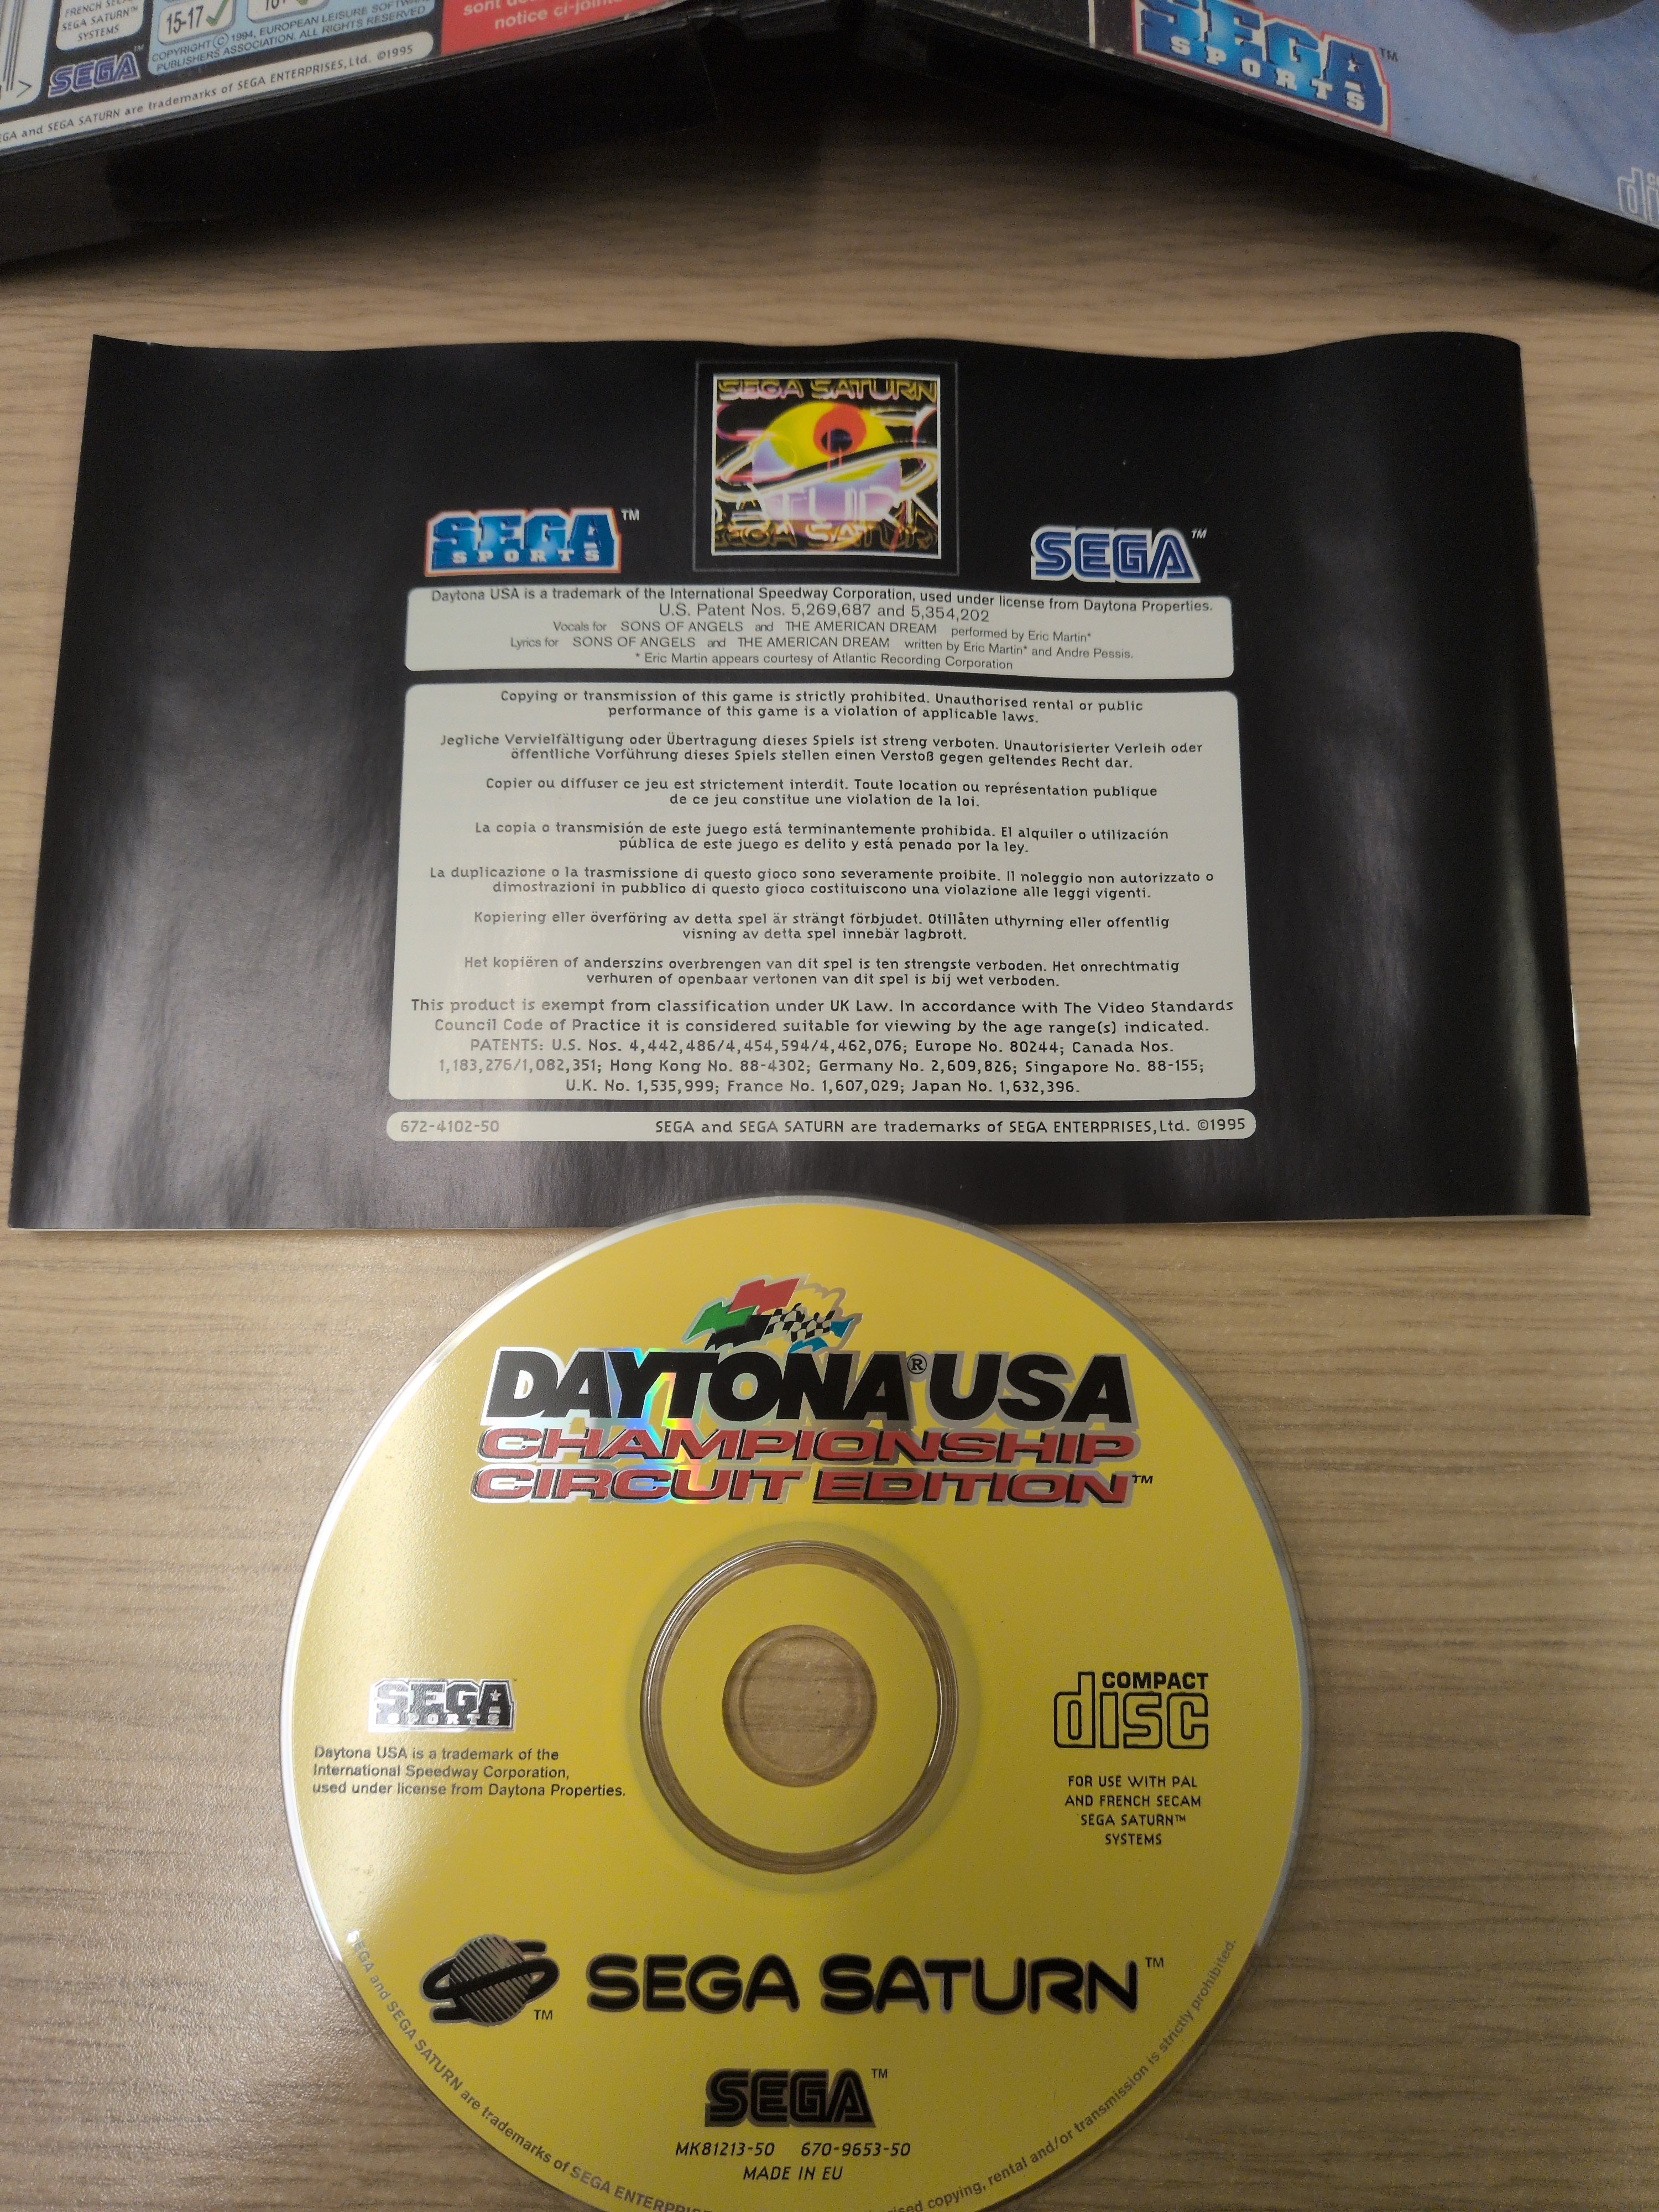 SEGA SATURN™
SYSTEMS
15-17
COPYRIGHT © 1994, EUROPEAN LEISURE
PUBLISHERS ASSOCIATION. ALL RIGHTS RESERVED
SEGA™
and SEGA SATURN are trademarks of SEGA ENTERPRISES, Ltd. ©1995
sont
notice ci-jointe
SEGA™
SPORTS
SEGA SATURN
SEGA™
SPORTS
SEGA™
Daytona USA is a trademark of the International Speedway Corporation, used under license from Daytona Properties.
U.S. Patent Nos. 5,269,687 and 5,354,202
Vocals for SONS OF ANGELS and THE AMERICAN DREAM performed by Eric Martin*
Lyrics for SONS OF ANGELS and THE AMERICAN DREAM written by Eric Martin* and Andre Pessis.
* Eric Martin appears courtesy of Atlantic Recording Corporation
Copying or transmission of this game is strictly prohibited. Unauthorised rental or public
performance of this game is a violation of applicable laws.
Jegliche Vervielfältigung oder Übertragung dieses Spiels ist streng verboten. Unautorisierter Verleih oder
öffentliche Vorführung dieses Spiels stellen einen Verstoß gegen geltendes Recht dar.
Copier ou diffuser ce jeu est strictement interdit. Toute location ou représentation publique
de ce jeu constitue une violation de la loi.
La copia o transmisión de este juego está terminantemente prohibida. El alquiler o utilización
pública de este juego es delito y está penado por la ley.
La duplicazione o la trasmissione di questo gioco sono severamente proibite. Il noleggio non autorizzato o
dimostrazioni in pubblico di questo gioco costituiscono una violazione alle leggi vigenti.
Kopiering eller överföring av detta spel är strängt förbjudet. Otillåten uthyrning eller offentlig
visning av detta spel innebär lagbrott.
Het kopiëren of anderszins overbrengen van dit spel is ten strengste verboden. Het onrechtmatig
verhuren of openbaar vertonen van dit spel is bij wet verboden.
This product is exempt from classification under UK Law. In accordance with The Video Standards
Council Code of Practice it is considered suitable for viewing by the age range(s) indicated.
PATENTS: U.S. Nos. 4,442,486/4,454,594/4,462,076; Europe No. 80244; Canada Nos.
1,183,276/1,082,351; Hong Kong No. 88-4302; Germany No. 2,609,826; Singapore No. 88-155;
U.K. No. 1,535,999; France No. 1,607,029; Japan No. 1,632,396.
672-4102-50 SEGA and SEGA SATURN are trademarks of SEGA ENTERPRISES, Ltd. ©1995
DAYTONA® USA
CHAMPIONSHIP
CIRCUIT EDITION™
SEGA
SPORTS
Daytona USA is a trademark of the
International Speedway Corporation,
used under license from Daytona Properties.
COMPACT
disc
FOR USE WITH PAL
AND FRENCH SECAM
SEGA SATURN™
SYSTEMS
™ SEGA SATURN™
SEGA™
MK81213-50 670-9653-50
MADE IN EU
SEGA and SEGA SATURN are trademarks of SEGA
copying, rental and/or transmission is strictly prohibited.